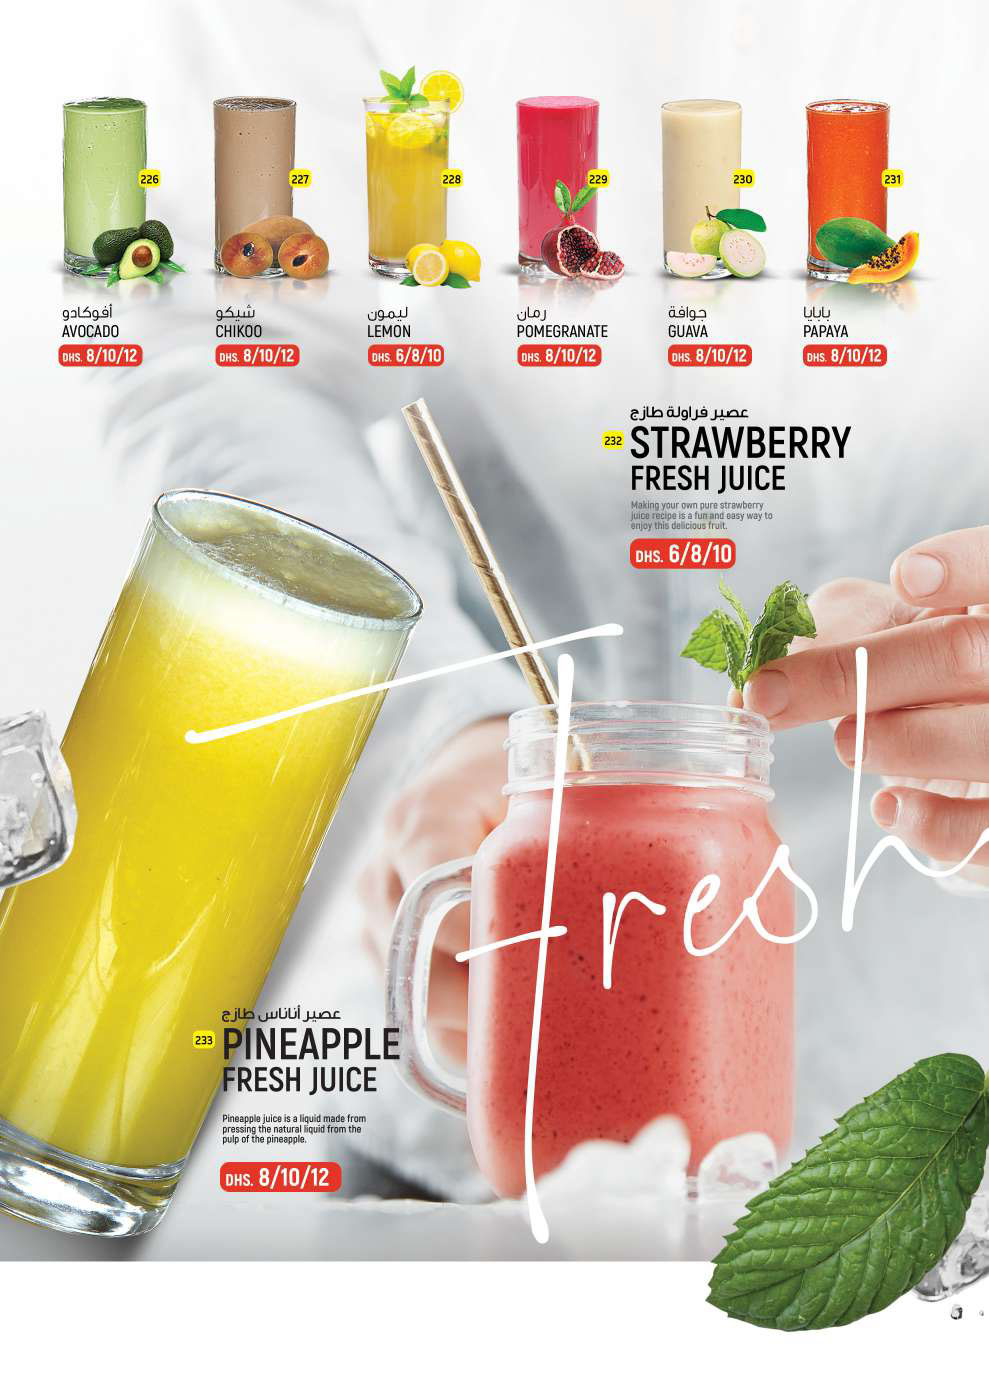 226
227
228
229
230
231
أفوكادو
AVOCADO
DHS. 8/10/12
شيكو
CHIKOO
DHS. 8/10/12
ليمون
LEMON
DHS. 6/8/10
رمان
POMEGRANATE
DHS. 8/10/12
جوافة
GUAVA
DHS. 8/10/12
بابايا
PAPAYA
DHS. 8/10/12
عصير فراولة طازج
232 STRAWBERRY
FRESH JUICE
Making your own pure strawberry
juice recipe is a fun and easy way to
enjoy this delicious fruit.
DHS. 6/8/10
Fresh
عصير أناناس طازج
233 PINEAPPLE
FRESH JUICE
Pineapple juice is a liquid made from
pressing the natural liquid from the
pulp of the pineapple.
DHS. 8/10/12